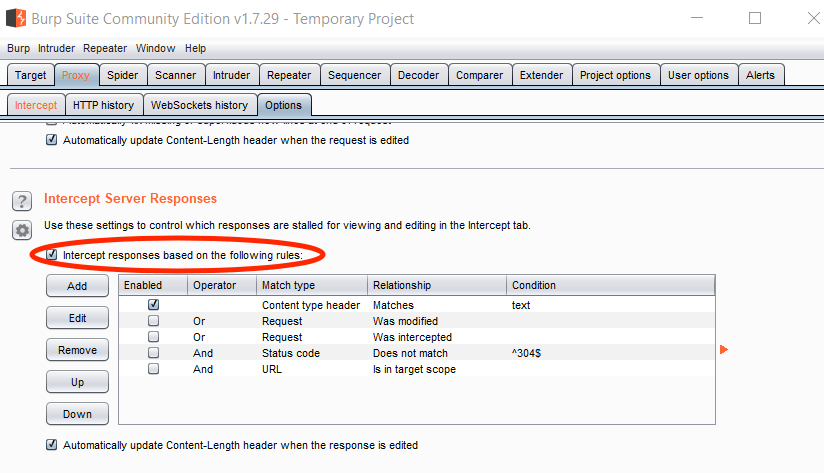 Burp Suite Community Edition v1.7.29 - Temporary Project
Burp Intruder Repeater Window Help
Target Proxy Spider Scanner Intruder Repeater Sequencer Decoder Comparer Extender Project options User options Alerts
Intercept HTTP history WebSockets history Options
Automatically update Content-Length header when the request is edited
? Intercept Server Responses
Use these settings to control which responses are stalled for viewing and editing in the Intercept tab.
Intercept responses based on the following rules:
Add
Edit
Remove
Up
Down
Enabled Operator Match type Relationship Condition
Content type header Matches text
Or Request Was modified
Or Request Was intercepted
And Status code Does not match ^304$
And URL Is in target scope
Automatically update Content-Length header when the response is edited